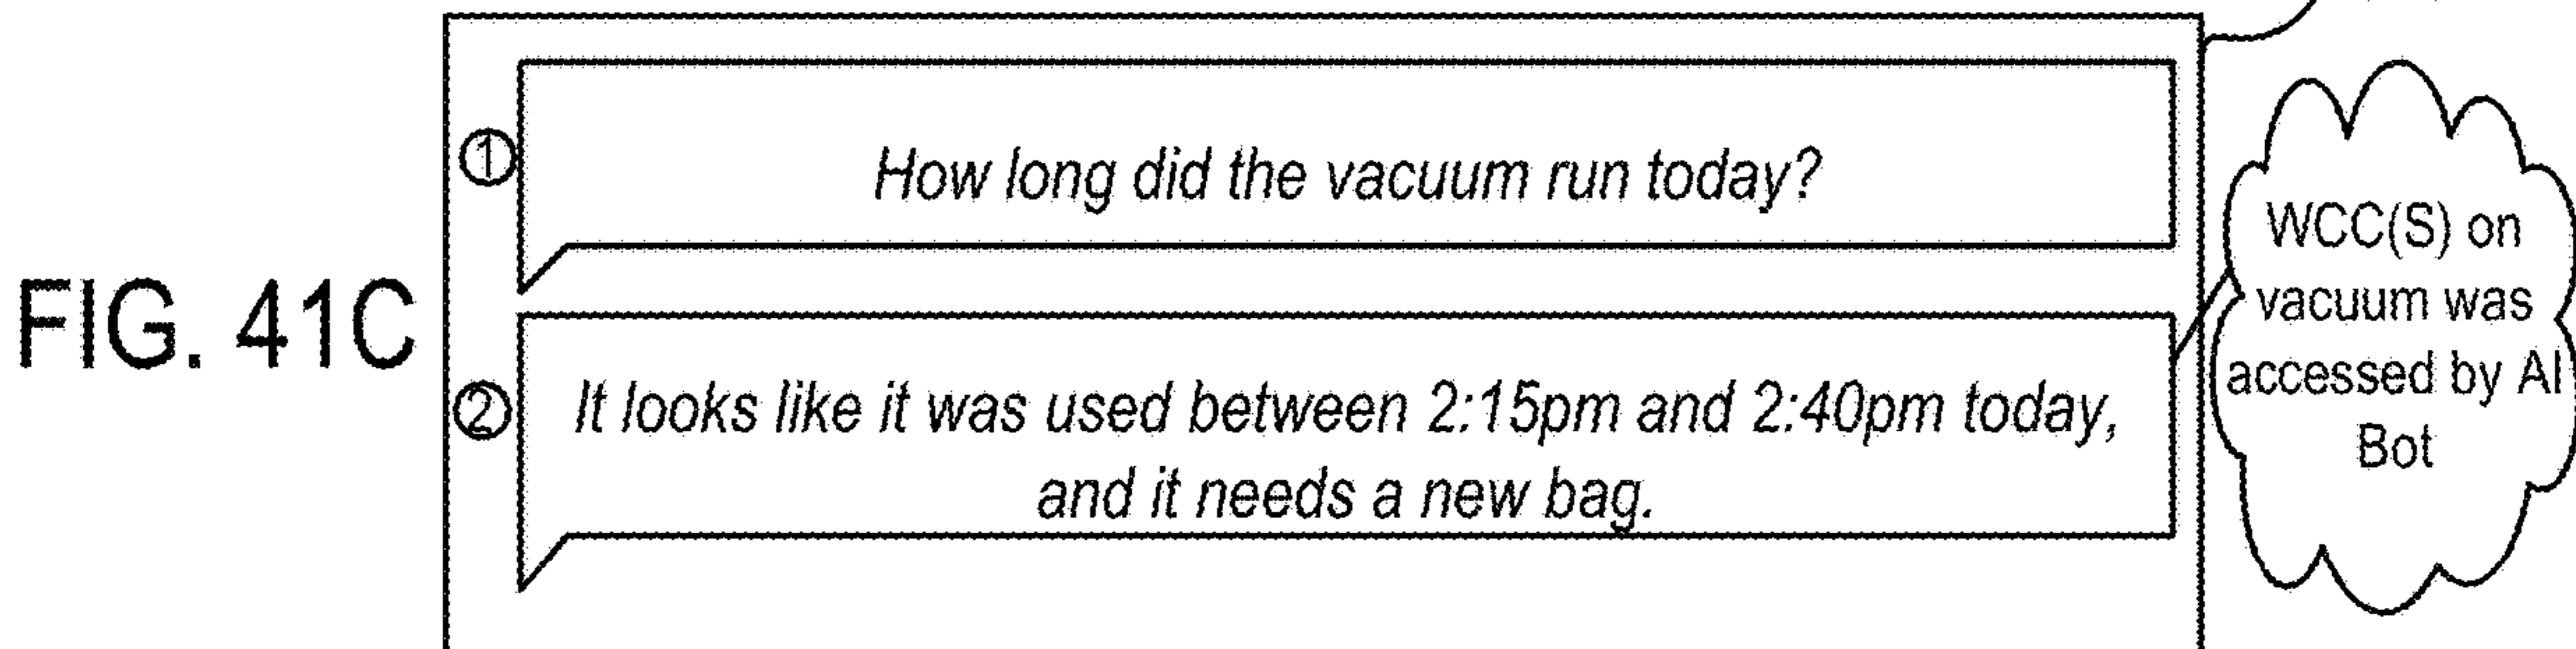 FIG. 41C
①
How long did the vacuum run today?
②
It looks like it was used between 2:15pm and 2:40pm today,
and it needs a new bag.
WCC(S) on
vacuum was
accessed by AI
Bot